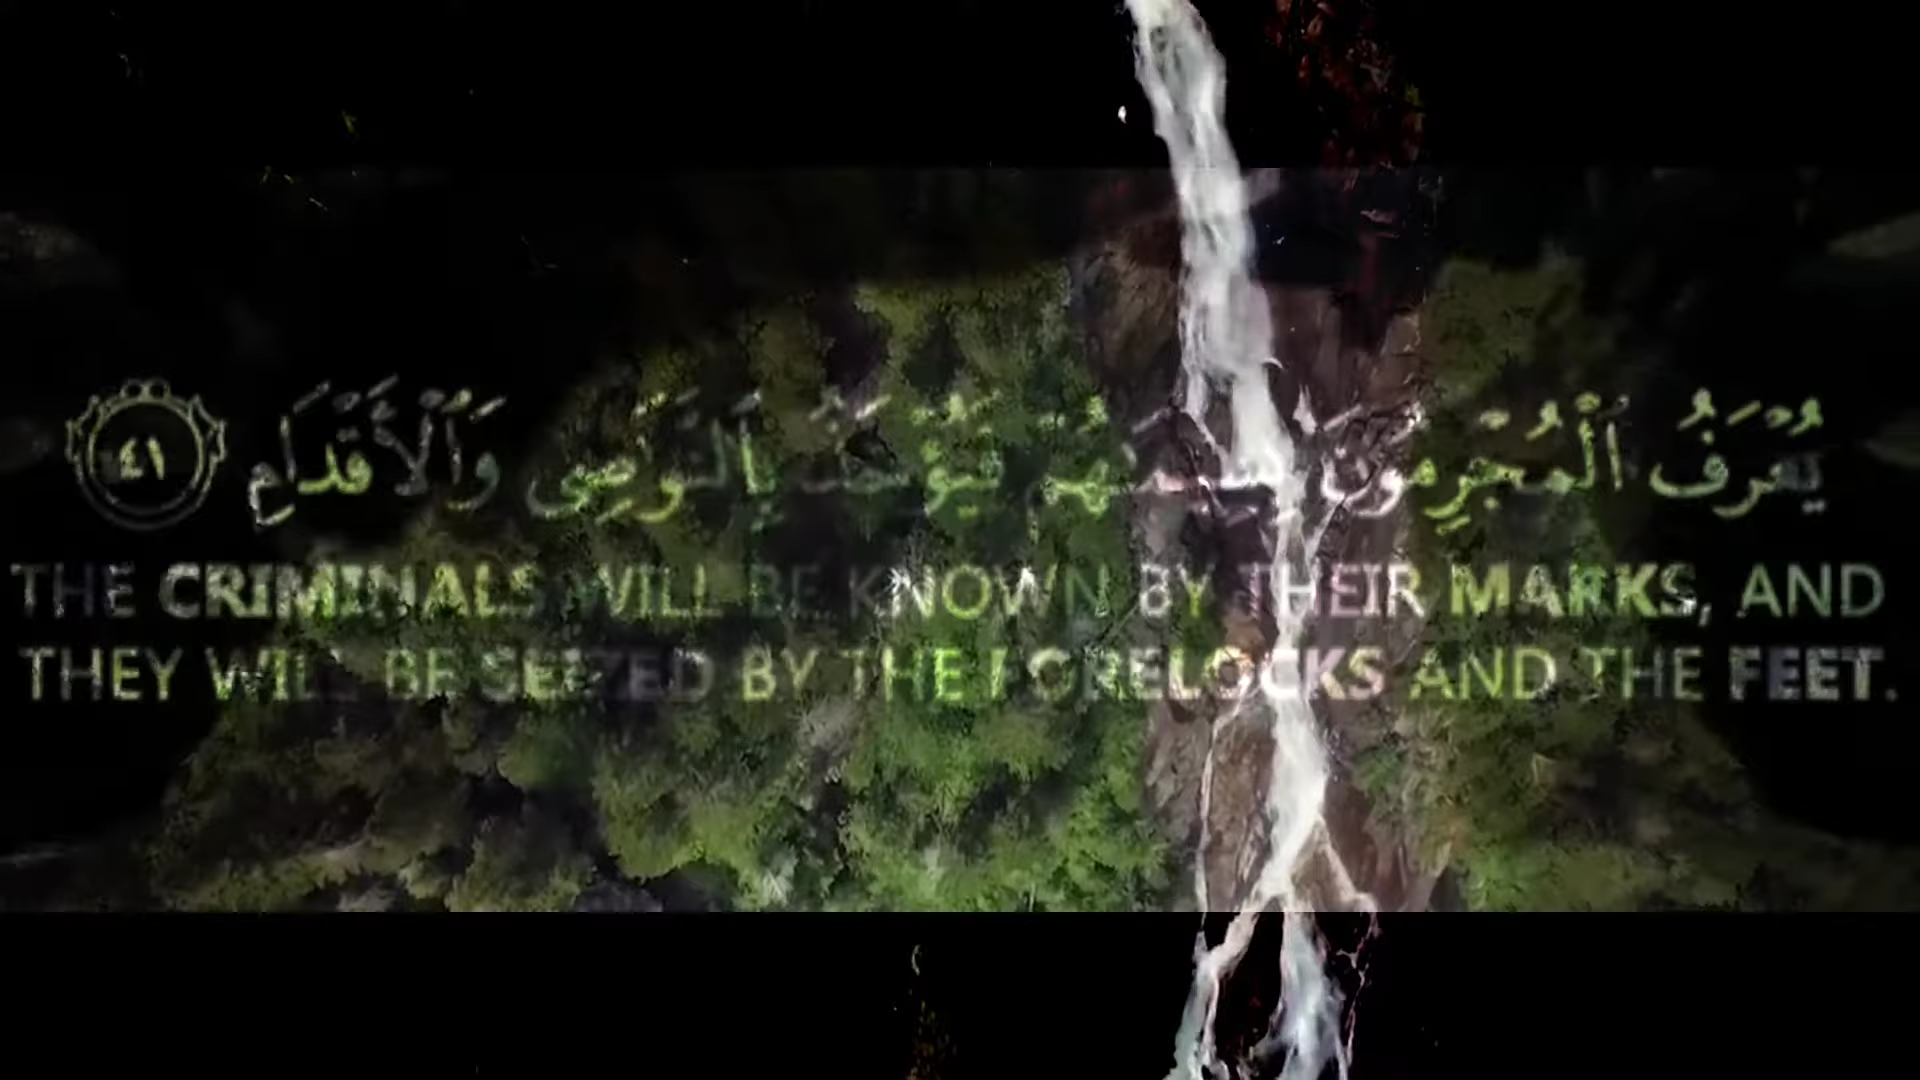 يُعْرَفُ ٱلْمُجْرِمُونَ بِسِيمَـٰهُمْ فَيُؤْخَذُ بِٱلنَّوَٰصِى وَٱلْأَقْدَامِ ٤١
THE CRIMINALS WILL BE KNOWN BY THEIR MARKS, AND
THEY WILL BE SEIZED BY THE FORELOCKS AND THE FEET.